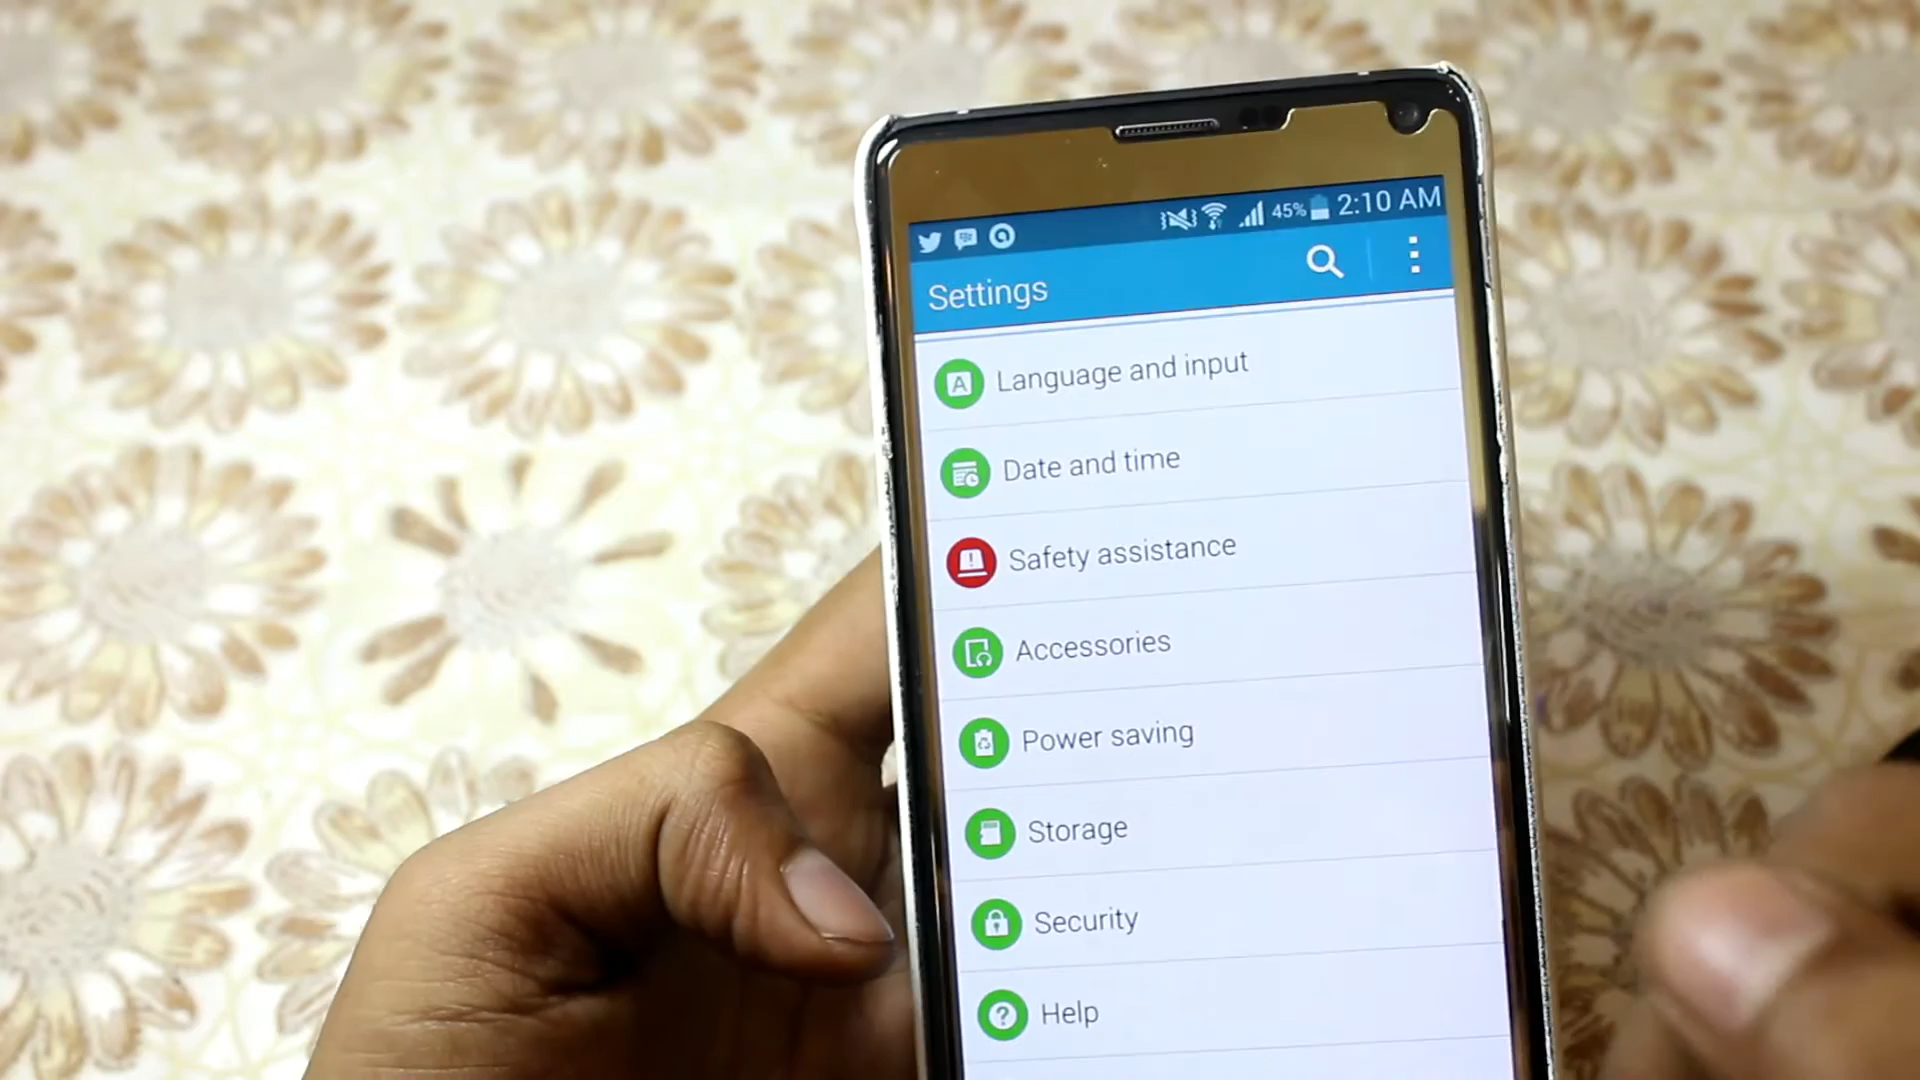 45% 2:10 AM
Settings
Language and input
Date and time
Safety assistance
Accessories
Power saving
Storage
Security
Help